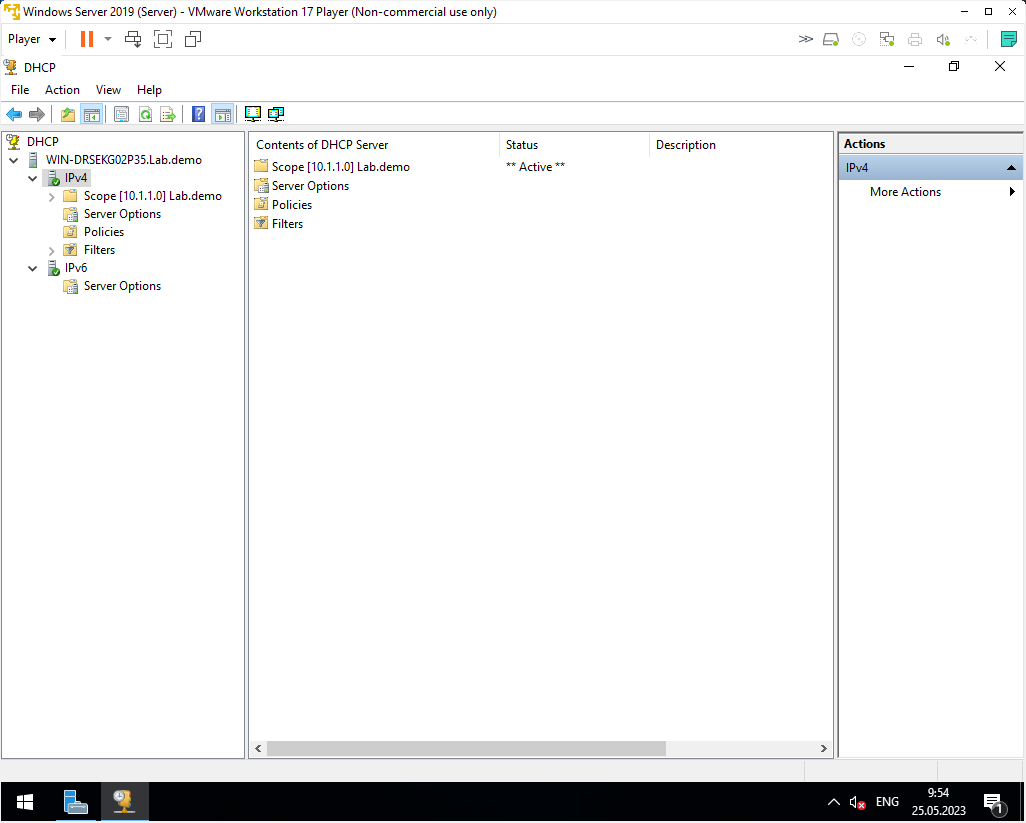 Windows Server 2019 (Server) - VMware Workstation 17 Player (Non-commercial use only)
Player
DHCP
File Action View Help
DHCP
WIN-DRSEKG02P35.Lab.demo
IPv4
Scope [10.1.1.0] Lab.demo
Server Options
Policies
Filters
IPv6
Server Options
Contents of DHCP Server Status Description
Scope [10.1.1.0] Lab.demo ** Active **
Server Options
Policies
Filters
Actions
IPv4
More Actions
ENG
9:54
25.05.2023
1